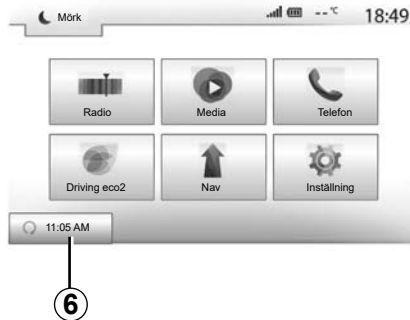 Mörk
--°C 18:49
Radio Media Telefon
Driving eco2 Nav Inställning
11:05 AM
6